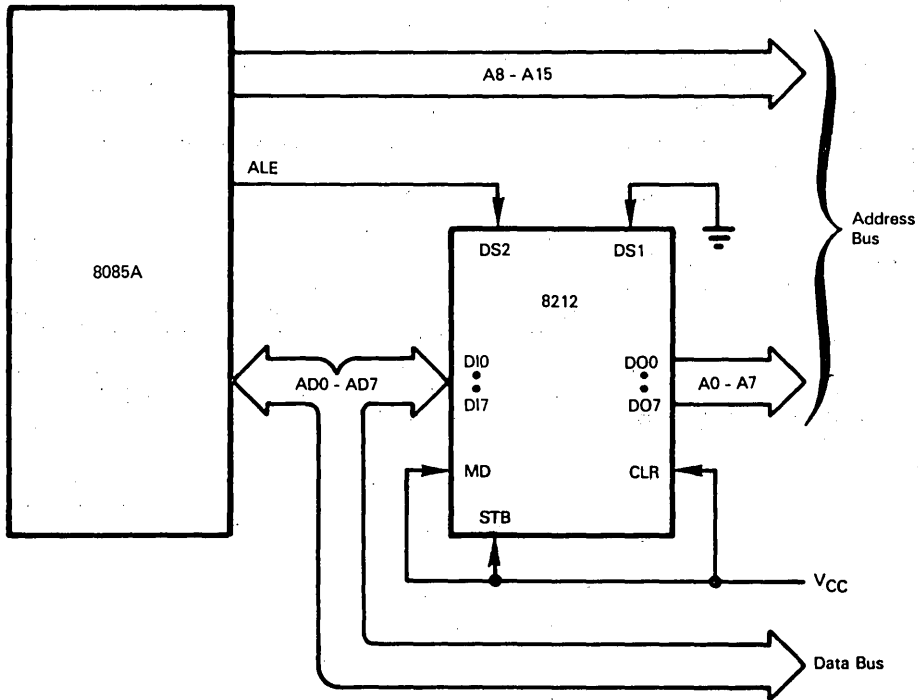 A8 - A15
ALE
Address
Bus
DS2
DS1
8085A
8212
DI0
DO0
AD0 - AD7
A0 - A7
DI7
DO7
MD
CLR
STB
VCC
Data Bus